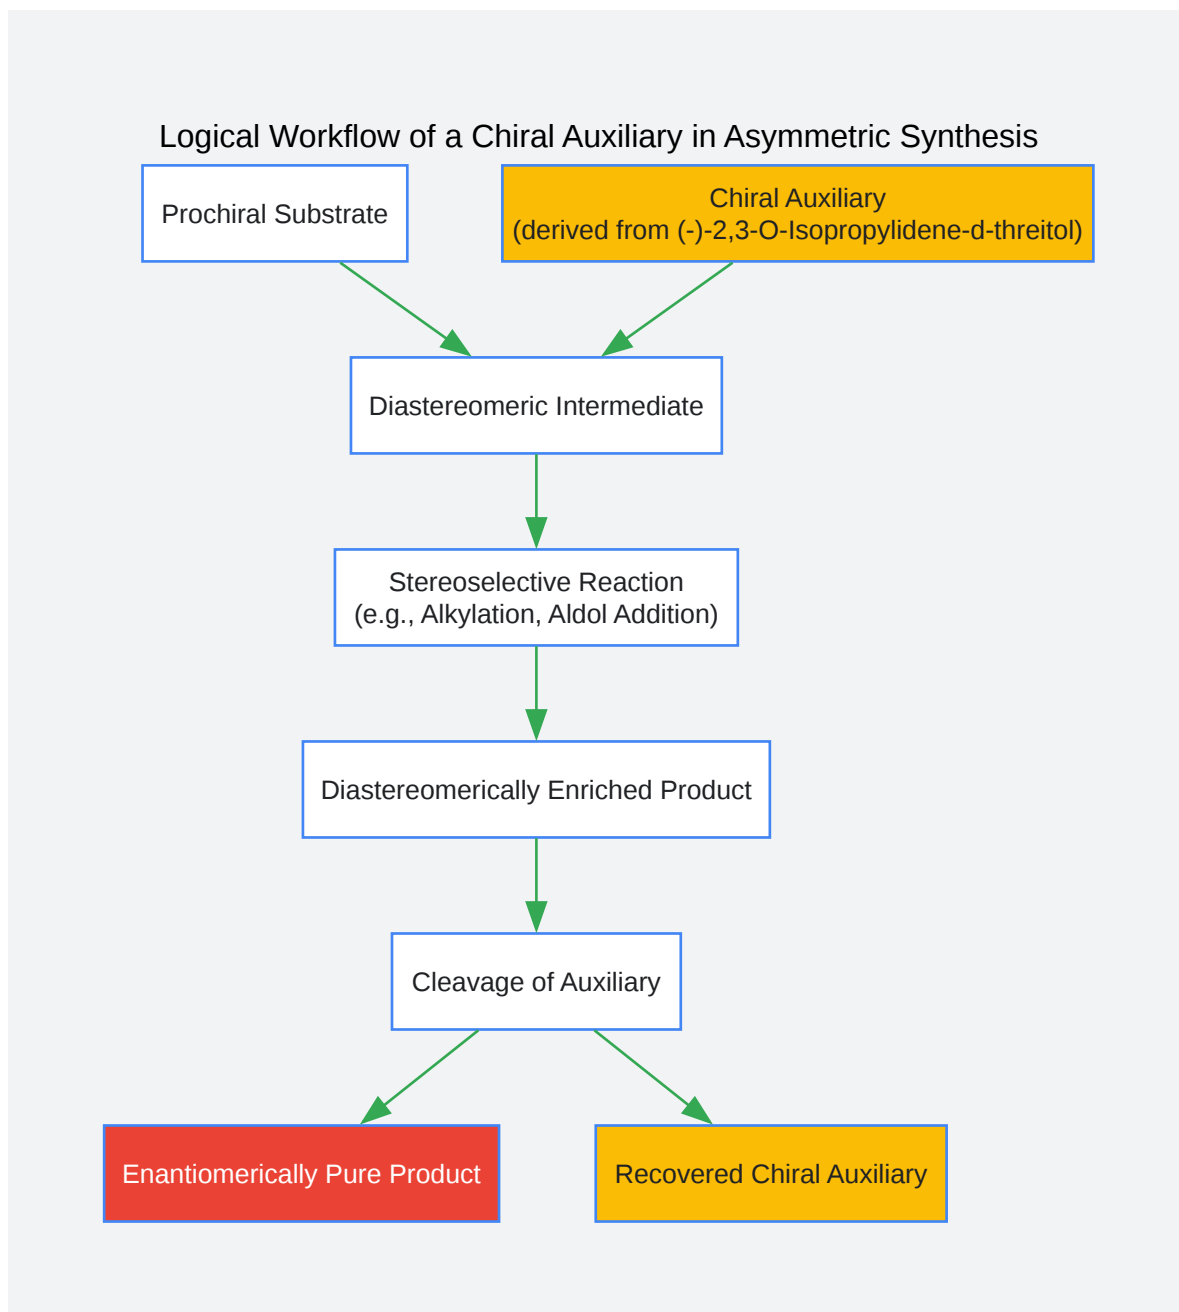 Logical Workflow of a Chiral Auxiliary in Asymmetric Synthesis
Prochiral Substrate
Chiral Auxiliary
(derived from (-)-2,3-O-Isopropylidene-d-threitol)
Diastereomeric Intermediate
Stereoselective Reaction
(e.g., Alkylation, Aldol Addition)
Diastereomerically Enriched Product
Cleavage of Auxiliary
Enantiomerically Pure Product
Recovered Chiral Auxiliary